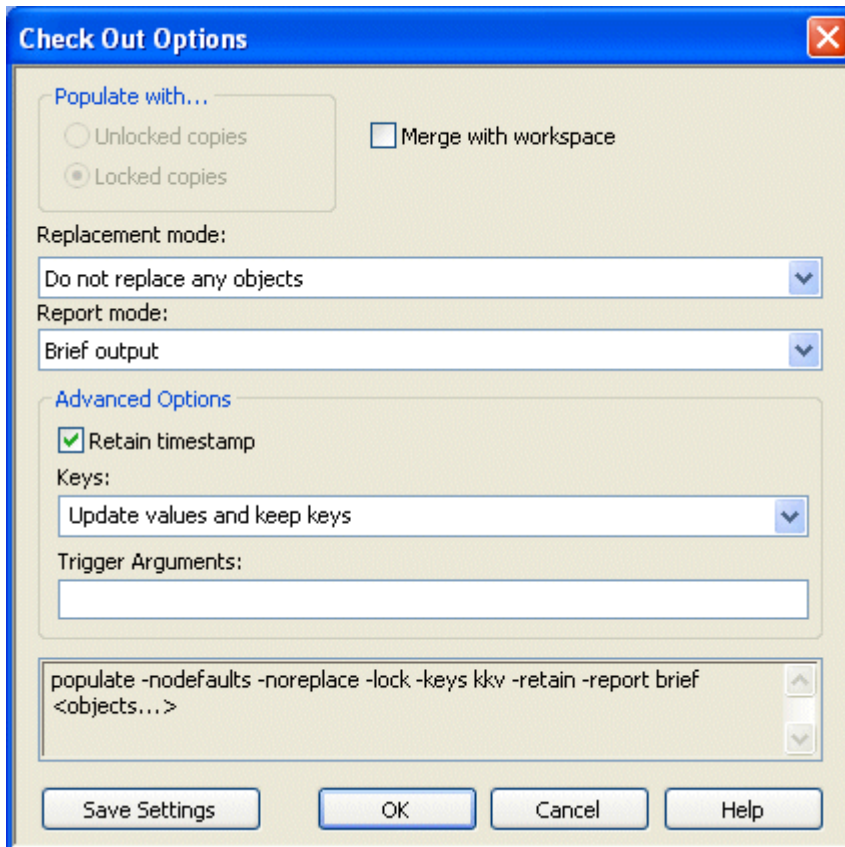 Check Out Options
Populate with...
Unlocked copies
Merge with workspace
Locked copies
Replacement mode:
Do not replace any objects
Report mode:
Brief output
Advanced Options
Retain timestamp
Keys:
Update values and keep keys
Trigger Arguments:
populate -nodefaults -noreplace -lock -keys kkv -retain -report brief
<objects...>
Save Settings OK Cancel Help